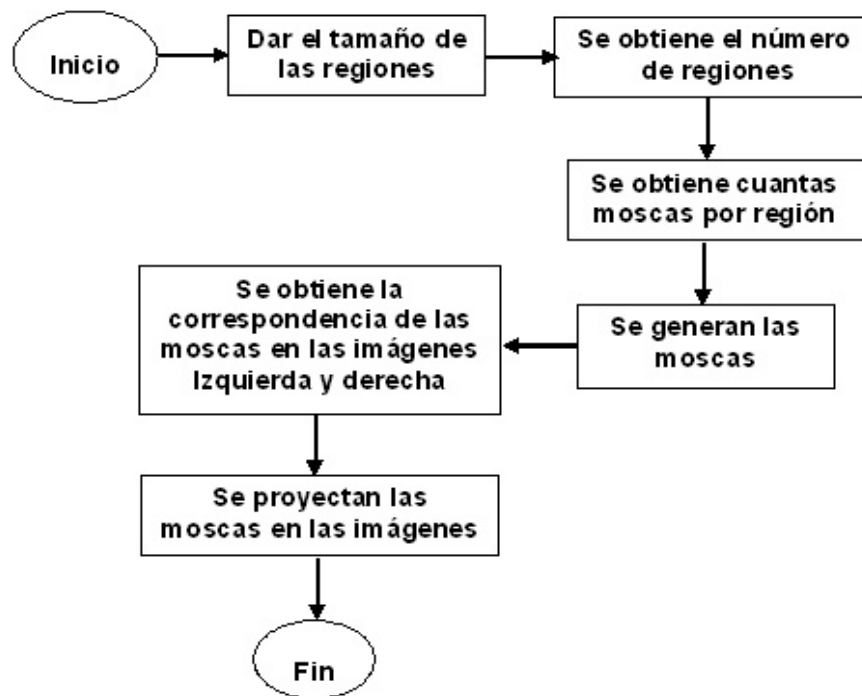 Inicio
Dar el tamaño de
las regiones
Se obtiene el número
de regiones
Se obtiene cuantas
moscas por región
Se generan las
moscas
Se obtiene la
correspondencia de las
moscas en las imágenes
Izquierda y derecha
Se proyectan las
moscas en las imágenes
Fin